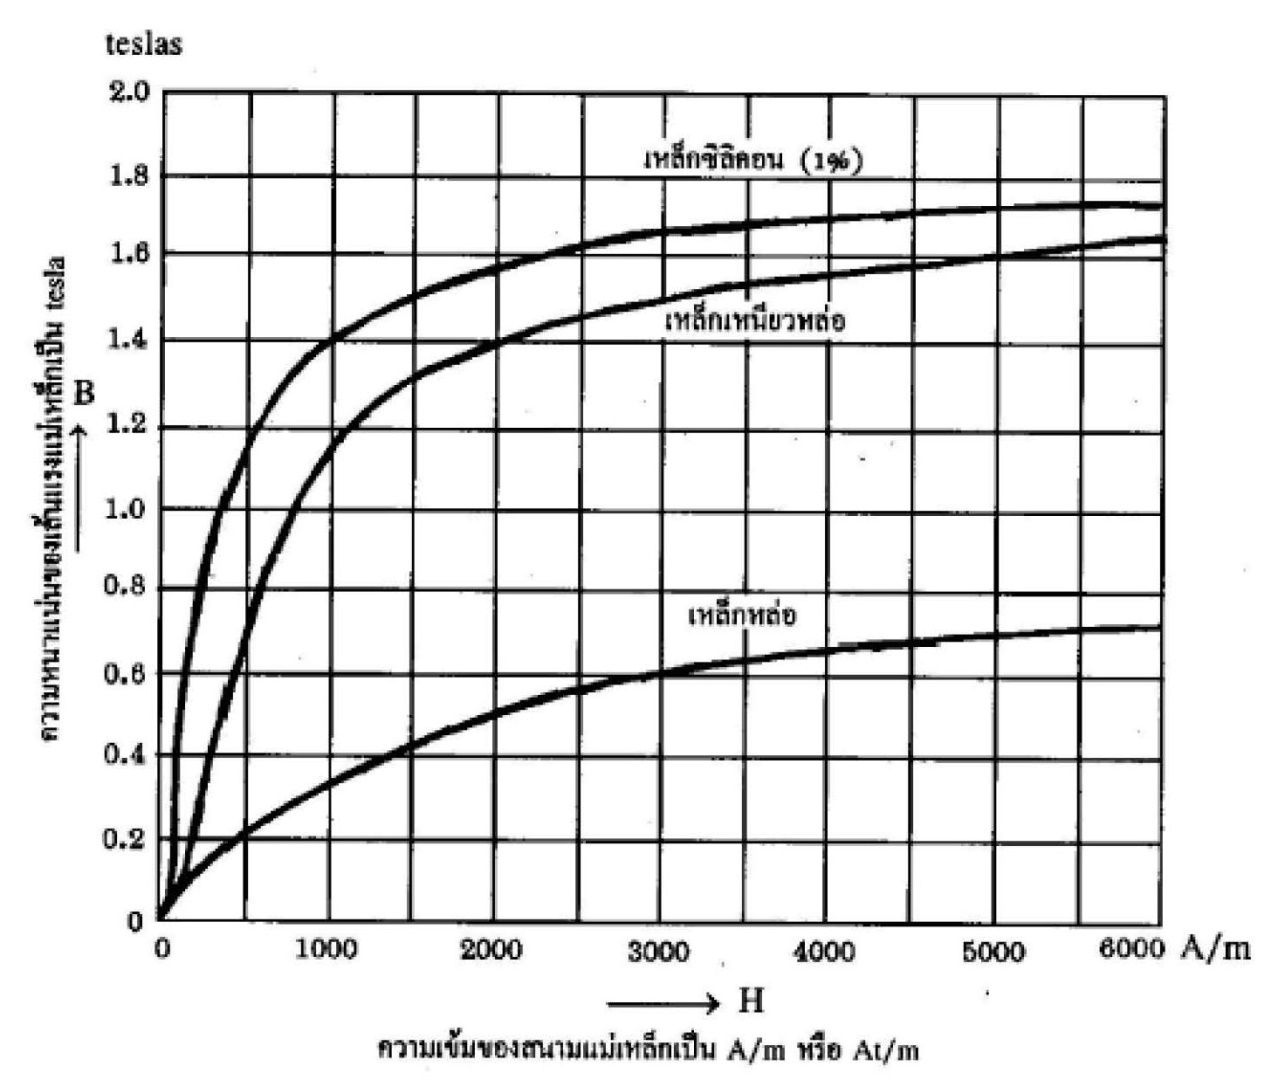 teslas
2.0
1.8
1.6
1.4
1.2
1.0
0.8
0.6
0.4
0.2
0
ความหนาแน่นของเส้นแรงแม่เหล็กเป็น tesla
B
เหล็กซิลิคอน (1%)
เหล็กเหนียวหล่อ
เหล็กหล่อ
0 1000 2000 3000 4000 5000 6000 A/m
H
ความเข้มของสนามแม่เหล็กเป็น A/m หรือ At/m